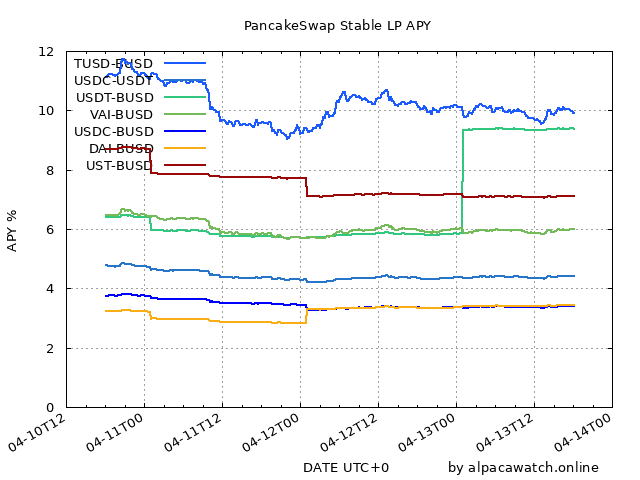 PancakeSwap Stable LP APY
12
10
8
6
4
2
0
APY %
TUSD-BUSD
USDC-USDT
USDT-BUSD
VAI-BUSD
USDC-BUSD
DAI-BUSD
UST-BUSD
04-10T12
04-11T00
04-11T12
04-12T00
04-12T12
04-13T00
04-13T12
04-14T00
DATE UTC+0
by alpacawatch.online